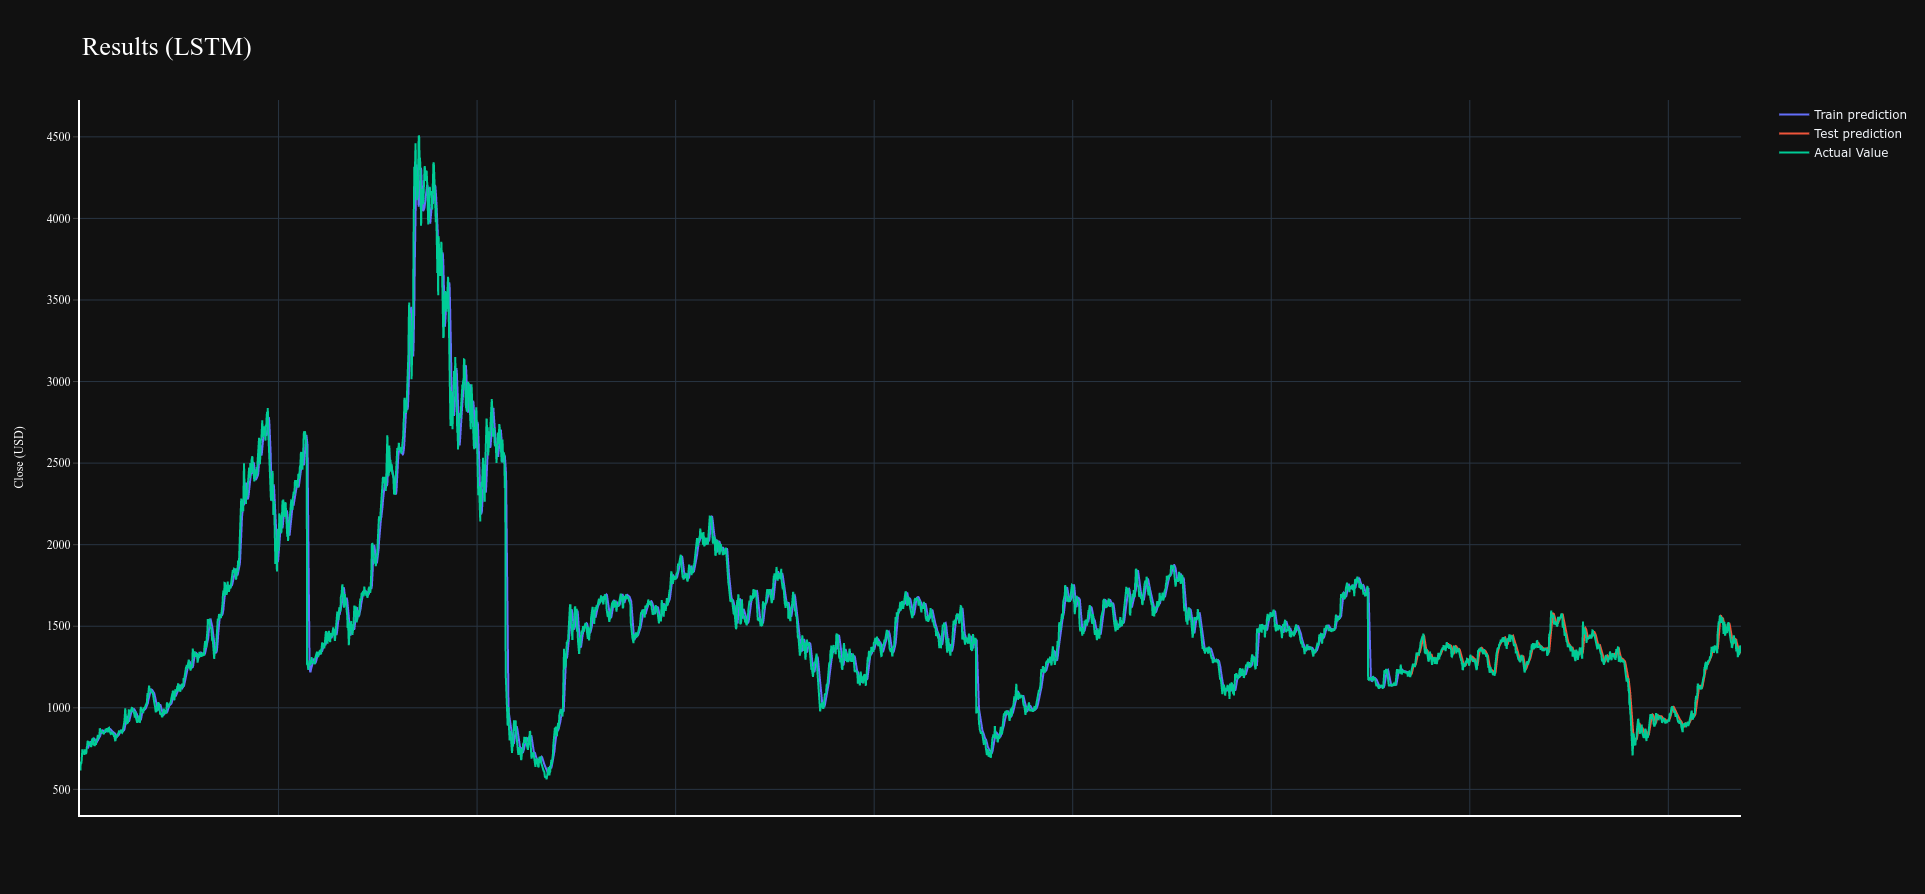 Results (LSTM)
Train prediction
Test prediction
Actual Value
4500
4000
3500
3000
2500
2000
1500
1000
500
Close (USD)